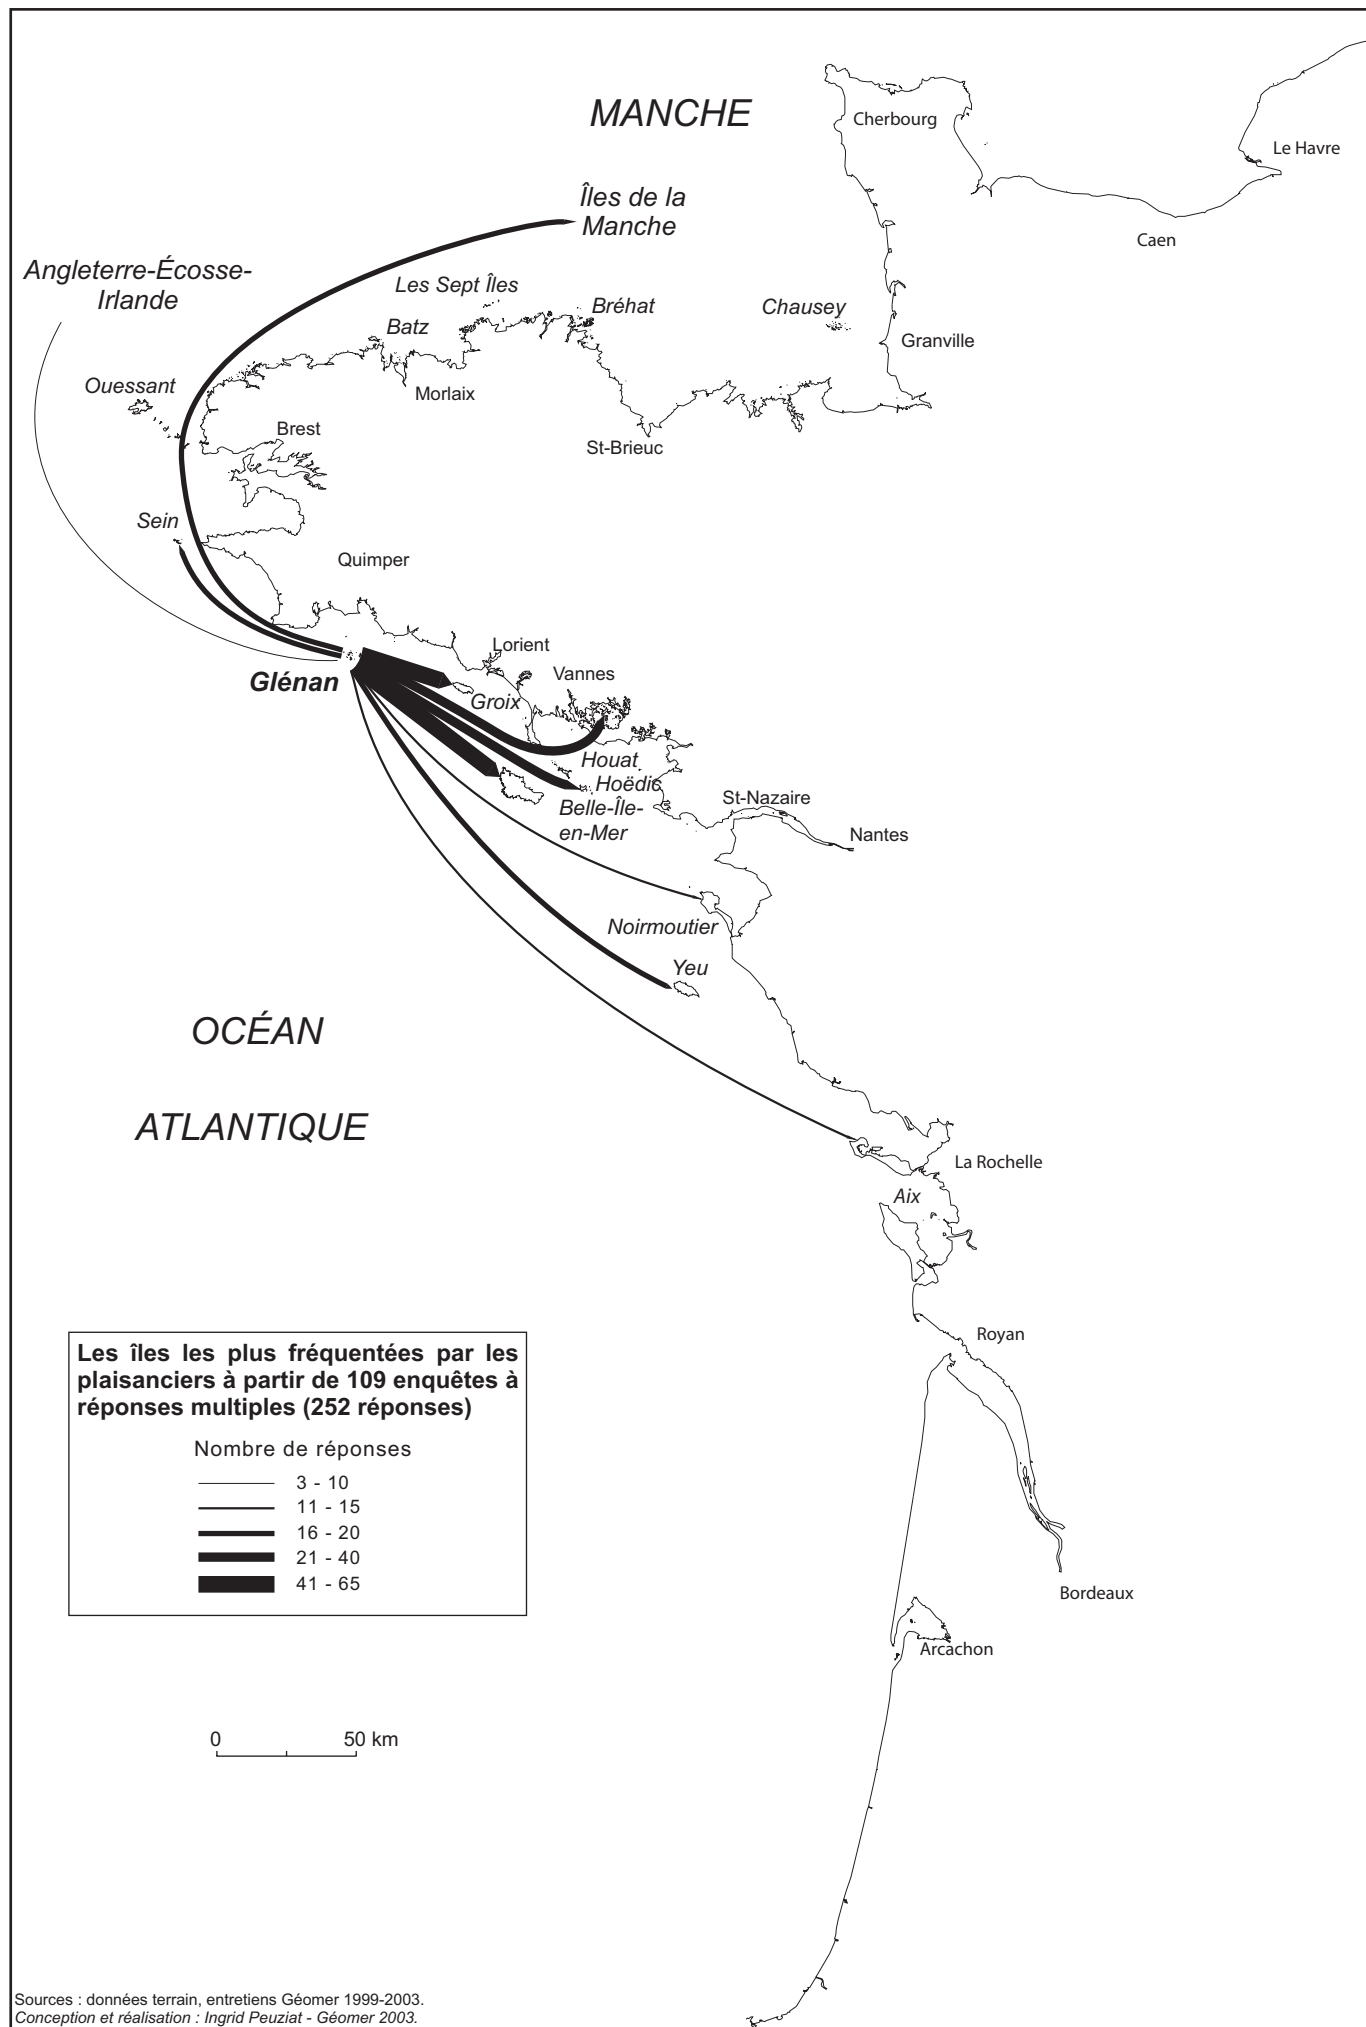 MANCHE
Cherbourg
Le Havre
Îles de la
Manche
Caen
Angleterre-Écosse-
Irlande
Les Sept Îles
Bréhat
Chausey
Batz
Granville
Ouessant
Morlaix
Brest
St-Brieuc
Sein
Quimper
Lorient
Vannes
Glénan
Groix
Houat
Hoëdic
St-Nazaire
Belle-Île-
en-Mer
Nantes
Noirmoutier
Yeu
OCÉAN
ATLANTIQUE
La Rochelle
Aix
Royan
Les îles les plus fréquentées par les
plaisanciers à partir de 109 enquêtes à
réponses multiples (252 réponses)
Nombre de réponses
3 - 10
11 - 15
16 - 20
21 - 40
41 - 65
Bordeaux
Arcachon
0 50 km
Sources : données terrain, entretiens Géomer 1999-2003.
Conception et réalisation : Ingrid Peuziat - Géomer 2003.